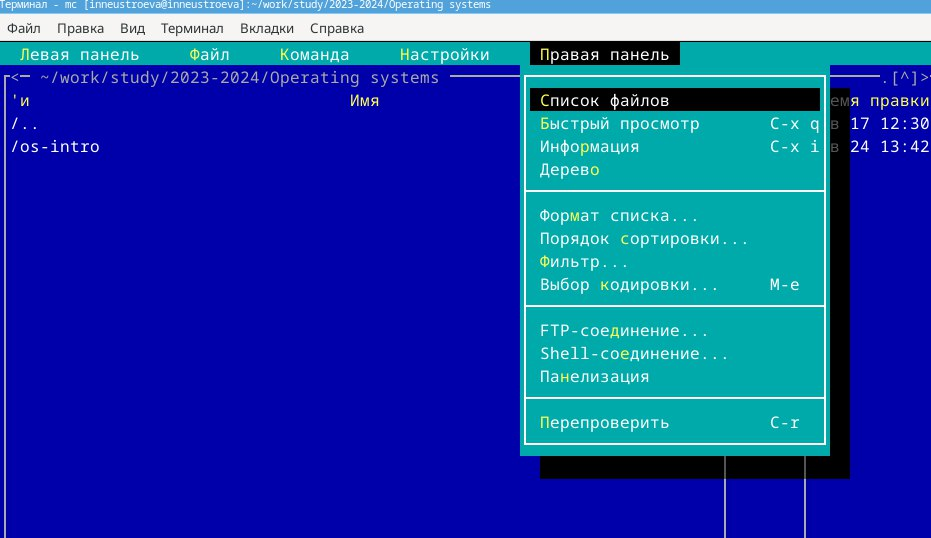 Терминал - mc [inneustroeva@inneustroeva]:~/work/study/2023-2024/Operating systems
Файл Правка Вид Терминал Вкладки Справка
Левая панель Файл Команда Настройки Правая панель
<─ ~/work/study/2023-2024/Operating systems .[^]>
'и Имя емя правки
/.. в 17 12:30
/os-intro в 24 13:42
Список файлов
Быстрый просмотр C-x q
Информация C-x i
Дерево
Формат списка...
Порядок сортировки...
Фильтр...
Выбор кодировки... M-e
FTP-соединение...
Shell-соединение...
Панелизация
Перепроверить C-r